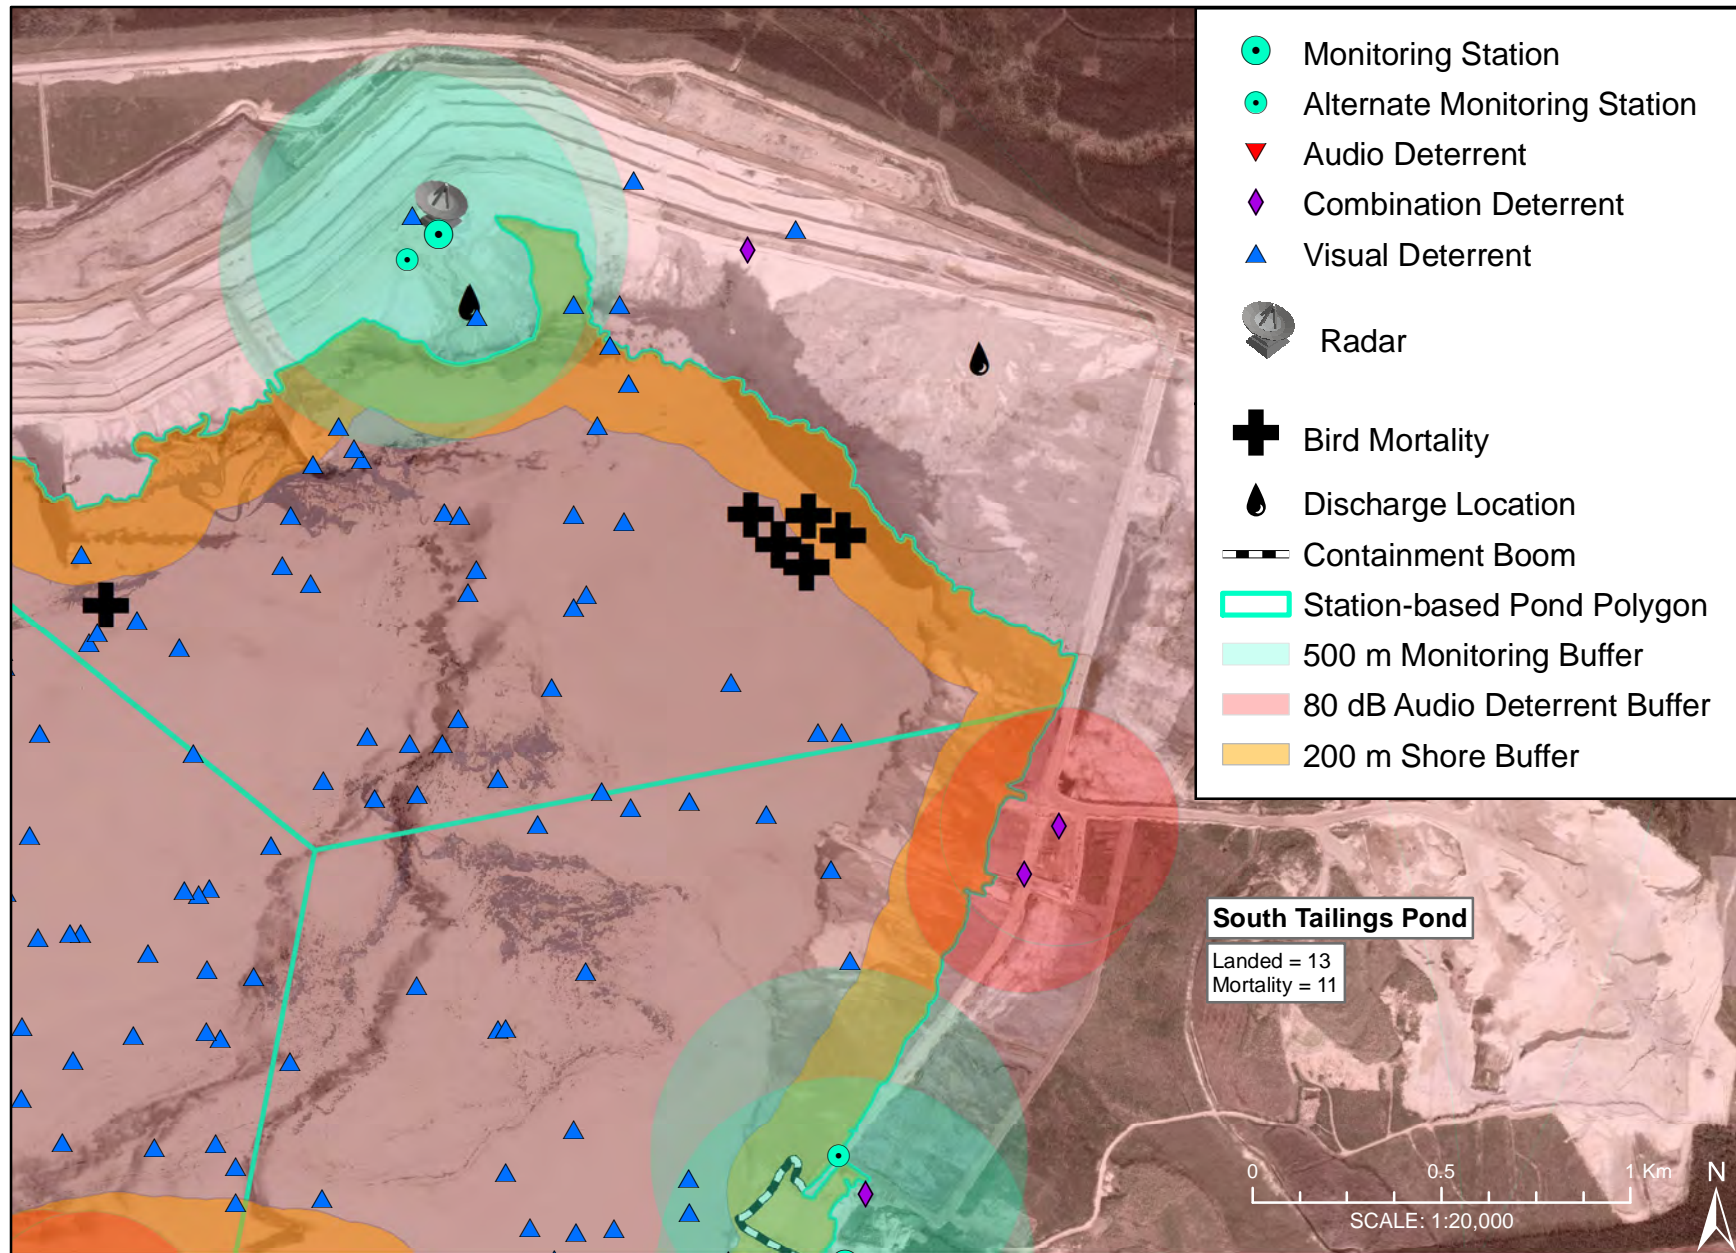 Monitoring Station
Alternate Monitoring Station
Audio Deterrent
Combination Deterrent
Visual Deterrent
Radar
Bird Mortality
Discharge Location
Containment Boom
Station-based Pond Polygon
500 m Monitoring Buffer
80 dB Audio Deterrent Buffer
200 m Shore Buffer
South Tailings Pond
Landed = 13
Mortality = 11
0 0.5 1 Km
SCALE: 1:20,000
N